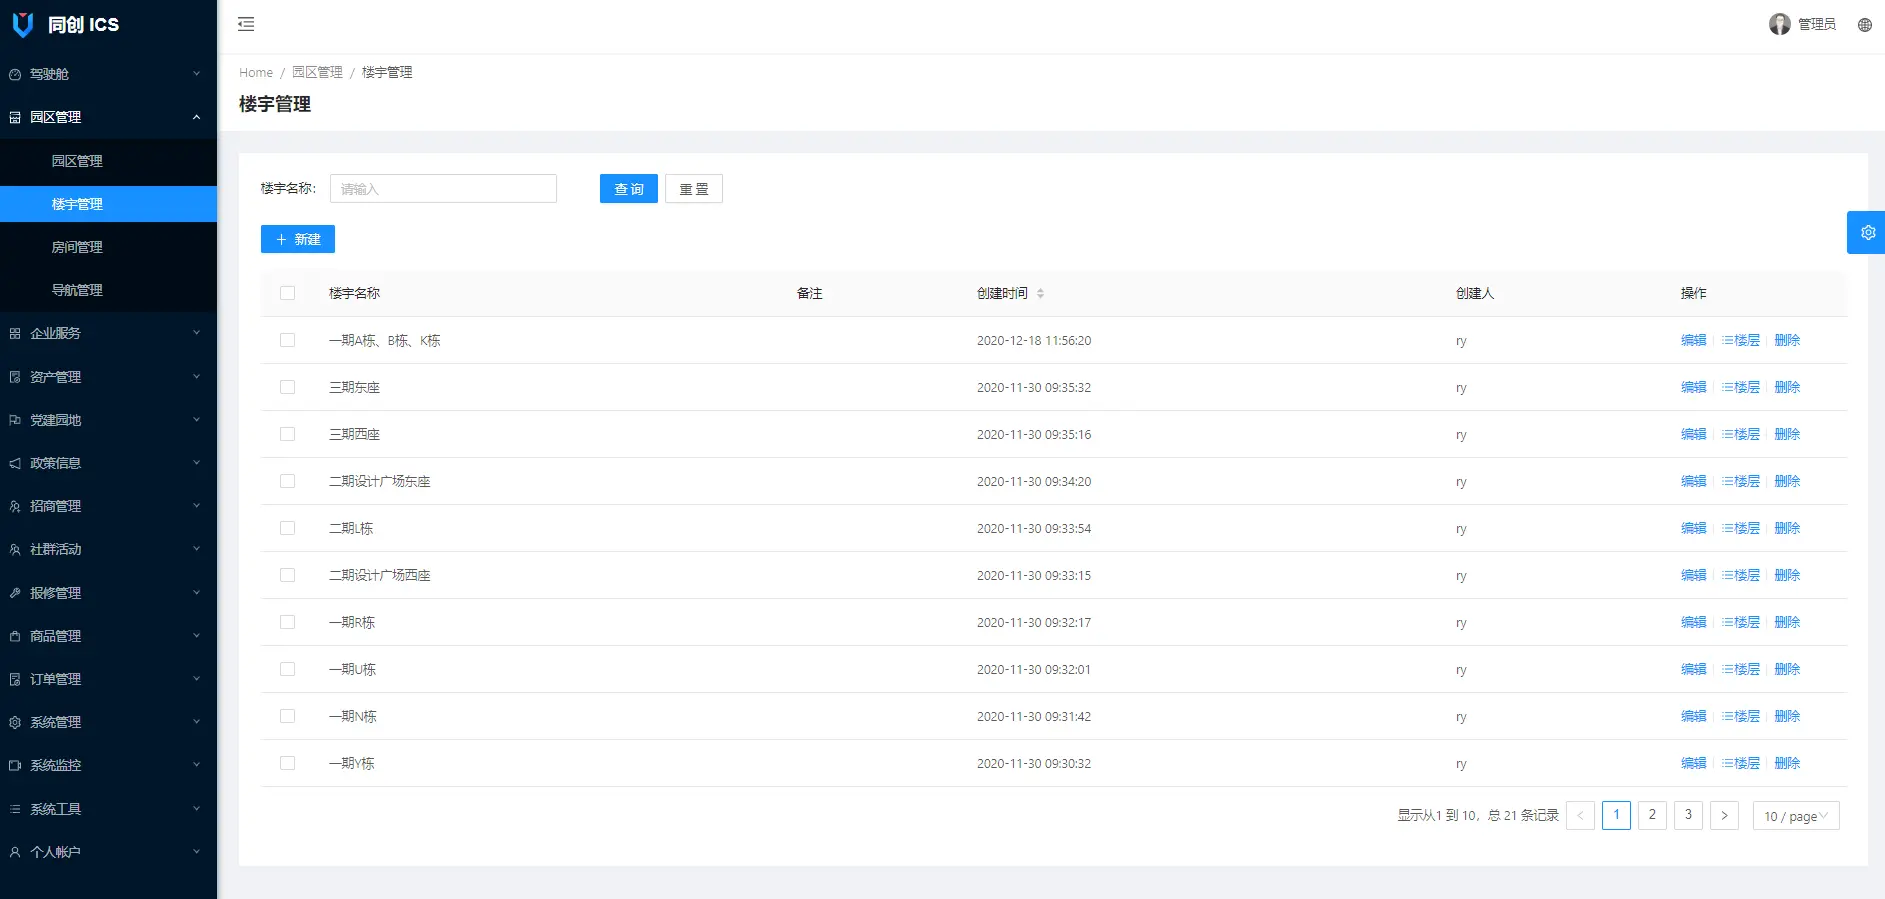 同创 ICS
管理员
驾驶舱
园区管理
园区管理
楼宇管理
房间管理
导航管理
企业服务
资产管理
党建园地
政策信息
招商管理
社群活动
报修管理
商品管理
订单管理
系统管理
系统监控
系统工具
个人帐户
Home / 园区管理 / 楼宇管理
楼宇管理
楼宇名称: 请输入 查 询 重 置
+ 新建
楼宇名称 备注 创建时间 创建人 操作
一期A栋、B栋、K栋 2020-12-18 11:56:20 ry 编辑 楼层 删除
三期东座 2020-11-30 09:35:32 ry 编辑 楼层 删除
三期西座 2020-11-30 09:35:16 ry 编辑 楼层 删除
二期设计广场东座 2020-11-30 09:34:20 ry 编辑 楼层 删除
二期L栋 2020-11-30 09:33:54 ry 编辑 楼层 删除
二期设计广场西座 2020-11-30 09:33:15 ry 编辑 楼层 删除
一期R栋 2020-11-30 09:32:17 ry 编辑 楼层 删除
一期U栋 2020-11-30 09:32:01 ry 编辑 楼层 删除
一期N栋 2020-11-30 09:31:42 ry 编辑 楼层 删除
一期Y栋 2020-11-30 09:30:32 ry 编辑 楼层 删除
显示从1 到 10，总 21 条记录 < 1 2 3 > 10 / page